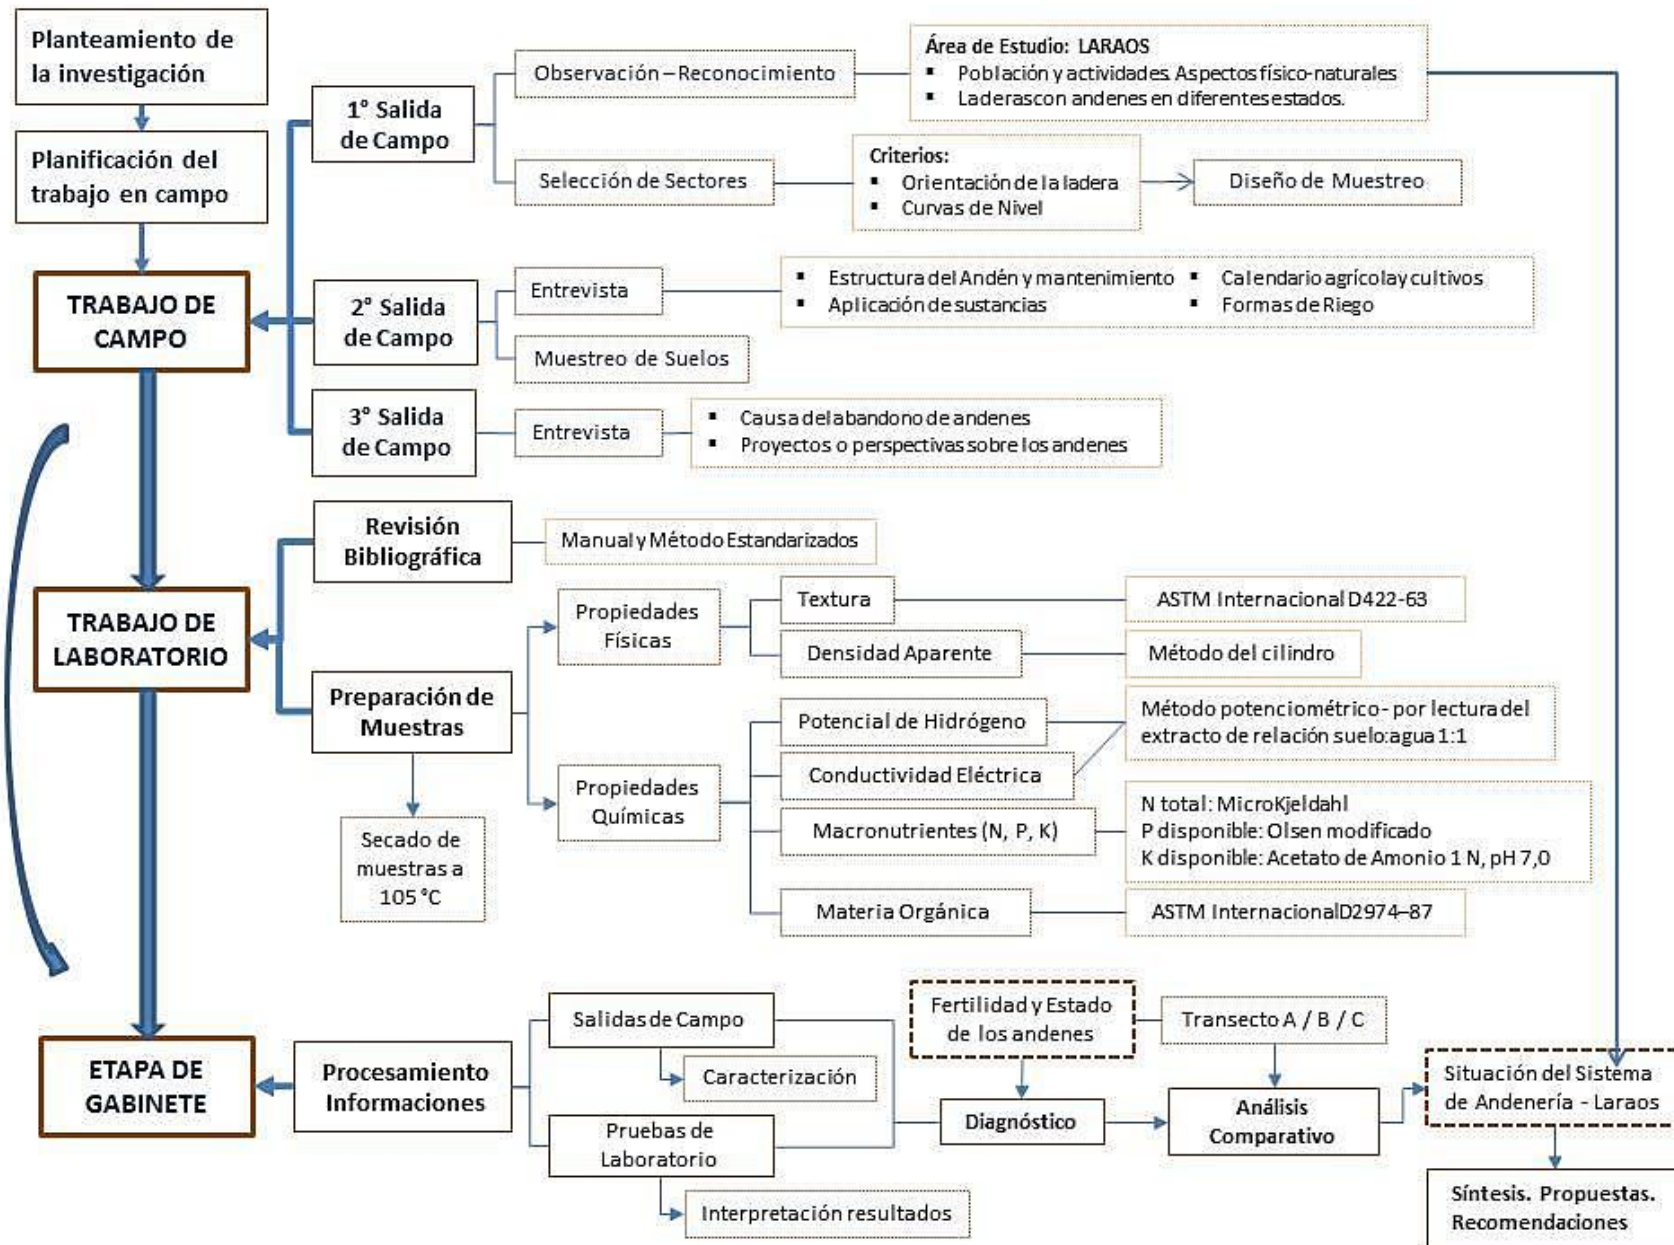 Planteamiento de
la investigación
Planificación del
trabajo en campo
TRABAJO DE
CAMPO
1° Salida
de Campo
Observación – Reconocimiento
Área de Estudio: LARAOS
▪ Población y actividades. Aspectos físico-naturales
▪ Laderas con andenes en diferentes estados.
Selección de Sectores
Criterios:
▪ Orientación de la ladera
▪ Curvas de Nivel
Diseño de Muestreo
2° Salida
de Campo
Entrevista
▪ Estructura del Andén y mantenimiento
▪ Aplicación de sustancias
▪ Calendario agrícola y cultivos
▪ Formas de Riego
Muestreo de Suelos
3° Salida
de Campo
Entrevista
▪ Causa del abandono de andenes
▪ Proyectos o perspectivas sobre los andenes
TRABAJO DE
LABORATORIO
Revisión
Bibliográfica
Manual y Método Estandarizados
Preparación de
Muestras
Secado de
muestras a
105 °C
Propiedades
Físicas
Textura
ASTM Internacional D422-63
Densidad Aparente
Método del cilindro
Propiedades
Químicas
Potencial de Hidrógeno
Conductividad Eléctrica
Método potenciométrico - por lectura del
extracto de relación suelo:agua 1:1
Macronutrientes (N, P, K)
N total: MicroKjeldahl
P disponible: Olsen modificado
K disponible: Acetato de Amonio 1 N, pH 7,0
Materia Orgánica
ASTM Internacional D2974–87
ETAPA DE
GABINETE
Procesamiento
Informaciones
Salidas de Campo
Caracterización
Pruebas de
Laboratorio
Interpretación resultados
Fertilidad y Estado
de los andenes
Transecto A / B / C
Diagnóstico
Análisis
Comparativo
Situación del Sistema
de Andenería - Laraos
Síntesis. Propuestas.
Recomendaciones